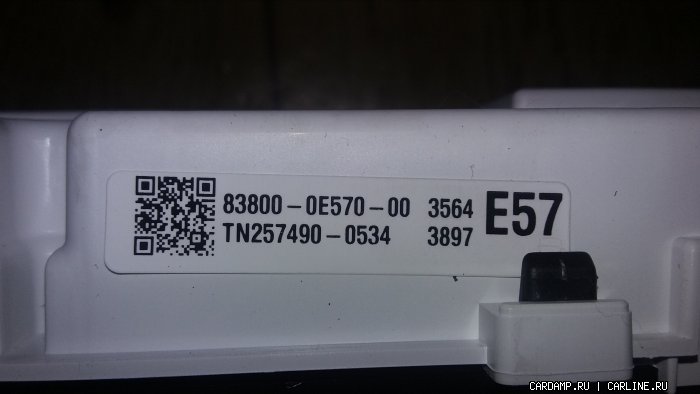 83800-0E570-00 3564 E57
TN257490-0534 3897
CARDAMP.RU | CARLINE.RU